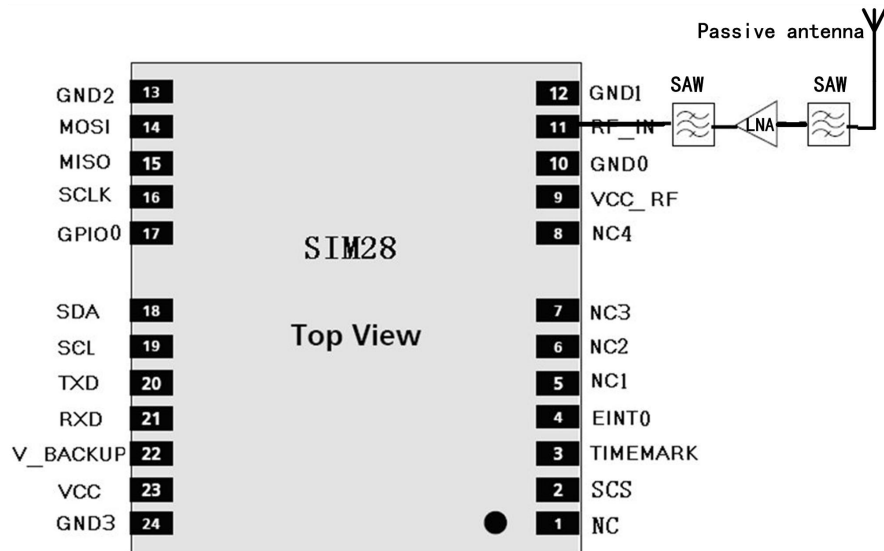 Passive antenna
SAW
SAW
LNA
GND2 13
MOSI 14
MISO 15
SCLK 16
GPIO0 17
SDA 18
SCL 19
TXD 20
RXD 21
V_BACKUP 22
VCC 23
GND3 24
SIM28
Top View
12 GND1
11 RF_IN
10 GND0
9 VCC_RF
8 NC4
7 NC3
6 NC2
5 NC1
4 EINT0
3 TIMEMARK
2 SCS
1 NC